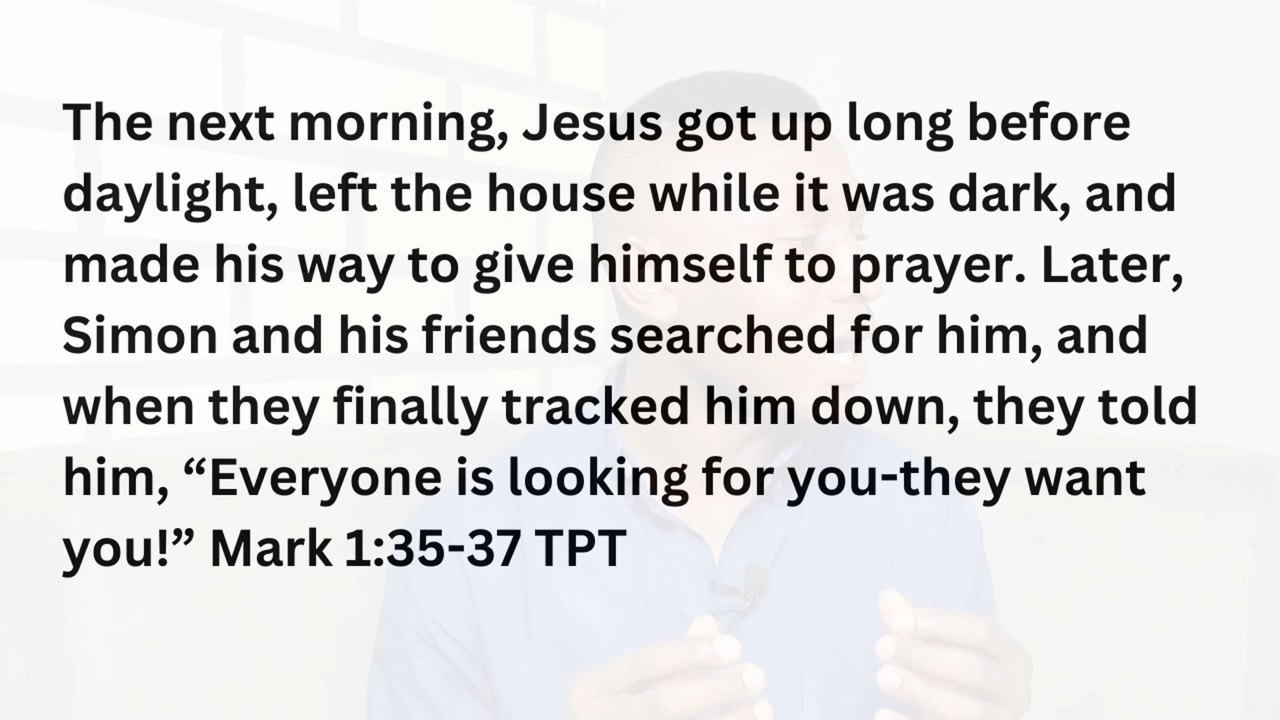 The next morning, Jesus got up long before
daylight, left the house while it was dark, and
made his way to give himself to prayer. Later,
Simon and his friends searched for him, and
when they finally tracked him down, they told
him, “Everyone is looking for you-they want
you!” Mark 1:35-37 TPT